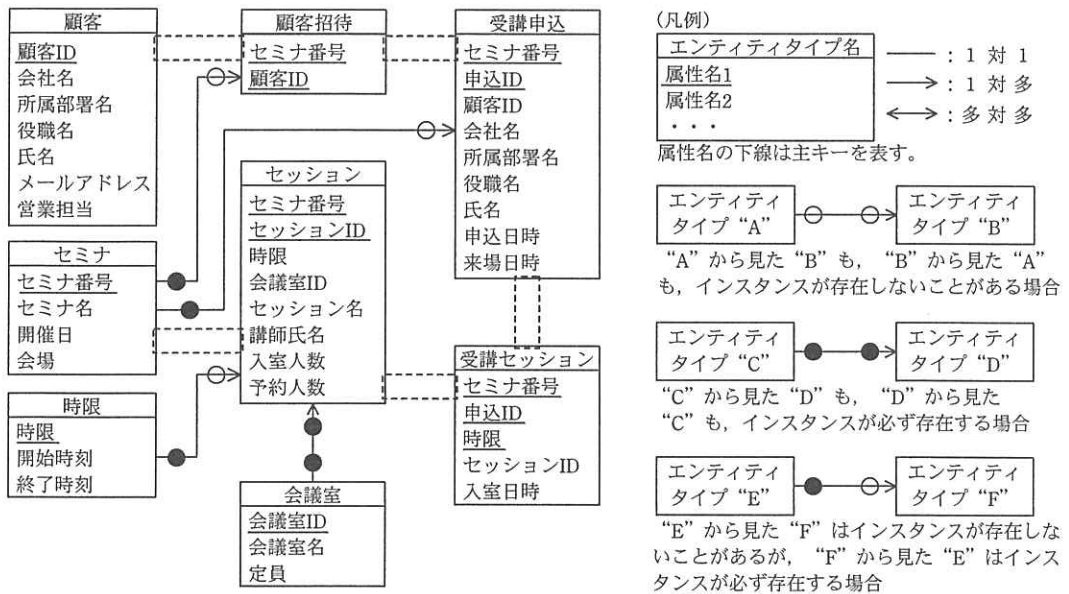 顧客
顧客ID
会社名
所属部署名
役職名
氏名
メールアドレス
営業担当
顧客招待
セミナ番号
顧客ID
受講申込
セミナ番号
申込ID
顧客ID
会社名
所属部署名
役職名
氏名
申込日時
来場日時
セミナ
セミナ番号
セミナ名
開催日
会場
セッション
セミナ番号
セッションID
時限
会議室ID
セッション名
講師氏名
入室人数
予約人数
時限
時限
開始時刻
終了時刻
受講セッション
セミナ番号
申込ID
時限
セッションID
入室日時
会議室
会議室ID
会議室名
定員
(凡例)
エンティティタイプ名
属性名1
属性名2
・・・
:1 対 1
:1 対 多
:多 対 多
属性名の下線は主キーを表す。
エンティティ
タイプ“A”
エンティティ
タイプ“B”
“A”から見た“B”も,“B”から見た“A”
も,インスタンスが存在しないことがある場合
エンティティ
タイプ“C”
エンティティ
タイプ“D”
“C”から見た“D”も,“D”から見た
“C”も,インスタンスが必ず存在する場合
エンティティ
タイプ“E”
エンティティ
タイプ“F”
“E”から見た“F”はインスタンスが存在しな
いことがあるが,“F”から見た“E”はインス
タンスが必ず存在する場合